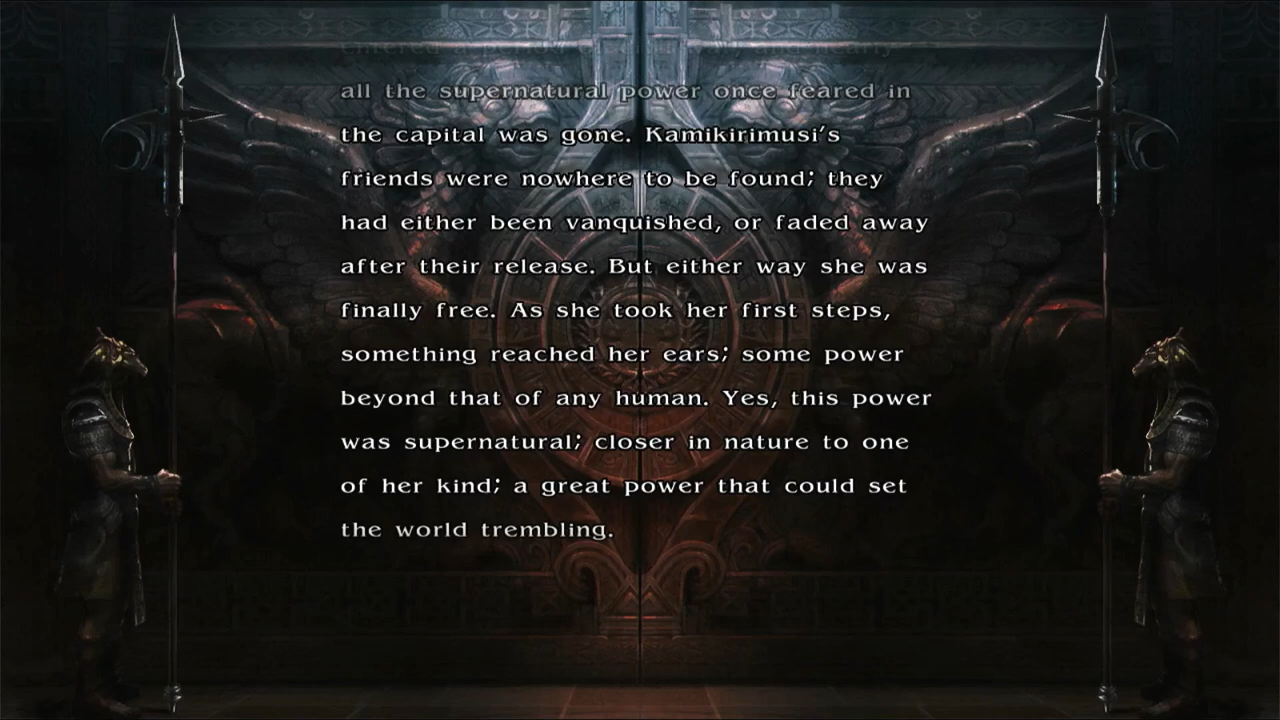 all the supernatural power once feared in
the capital was gone. Kamikirimusi's
friends were nowhere to be found; they
had either been vanquished, or faded away
after their release. But either way she was
finally free. As she took her first steps,
something reached her ears; some power
beyond that of any human. Yes, this power
was supernatural; closer in nature to one
of her kind; a great power that could set
the world trembling.